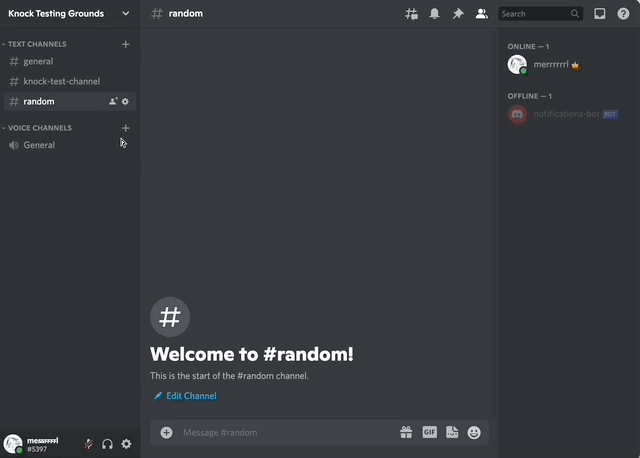 Knock Testing Grounds
TEXT CHANNELS
general
knock-test-channel
random
VOICE CHANNELS
General
# random
Search
Welcome to #random!
This is the start of the #random channel.
Edit Channel
Message #random
GIF
ONLINE — 1
merrrrrrl
OFFLINE — 1
notifications-bot BOT
#5397